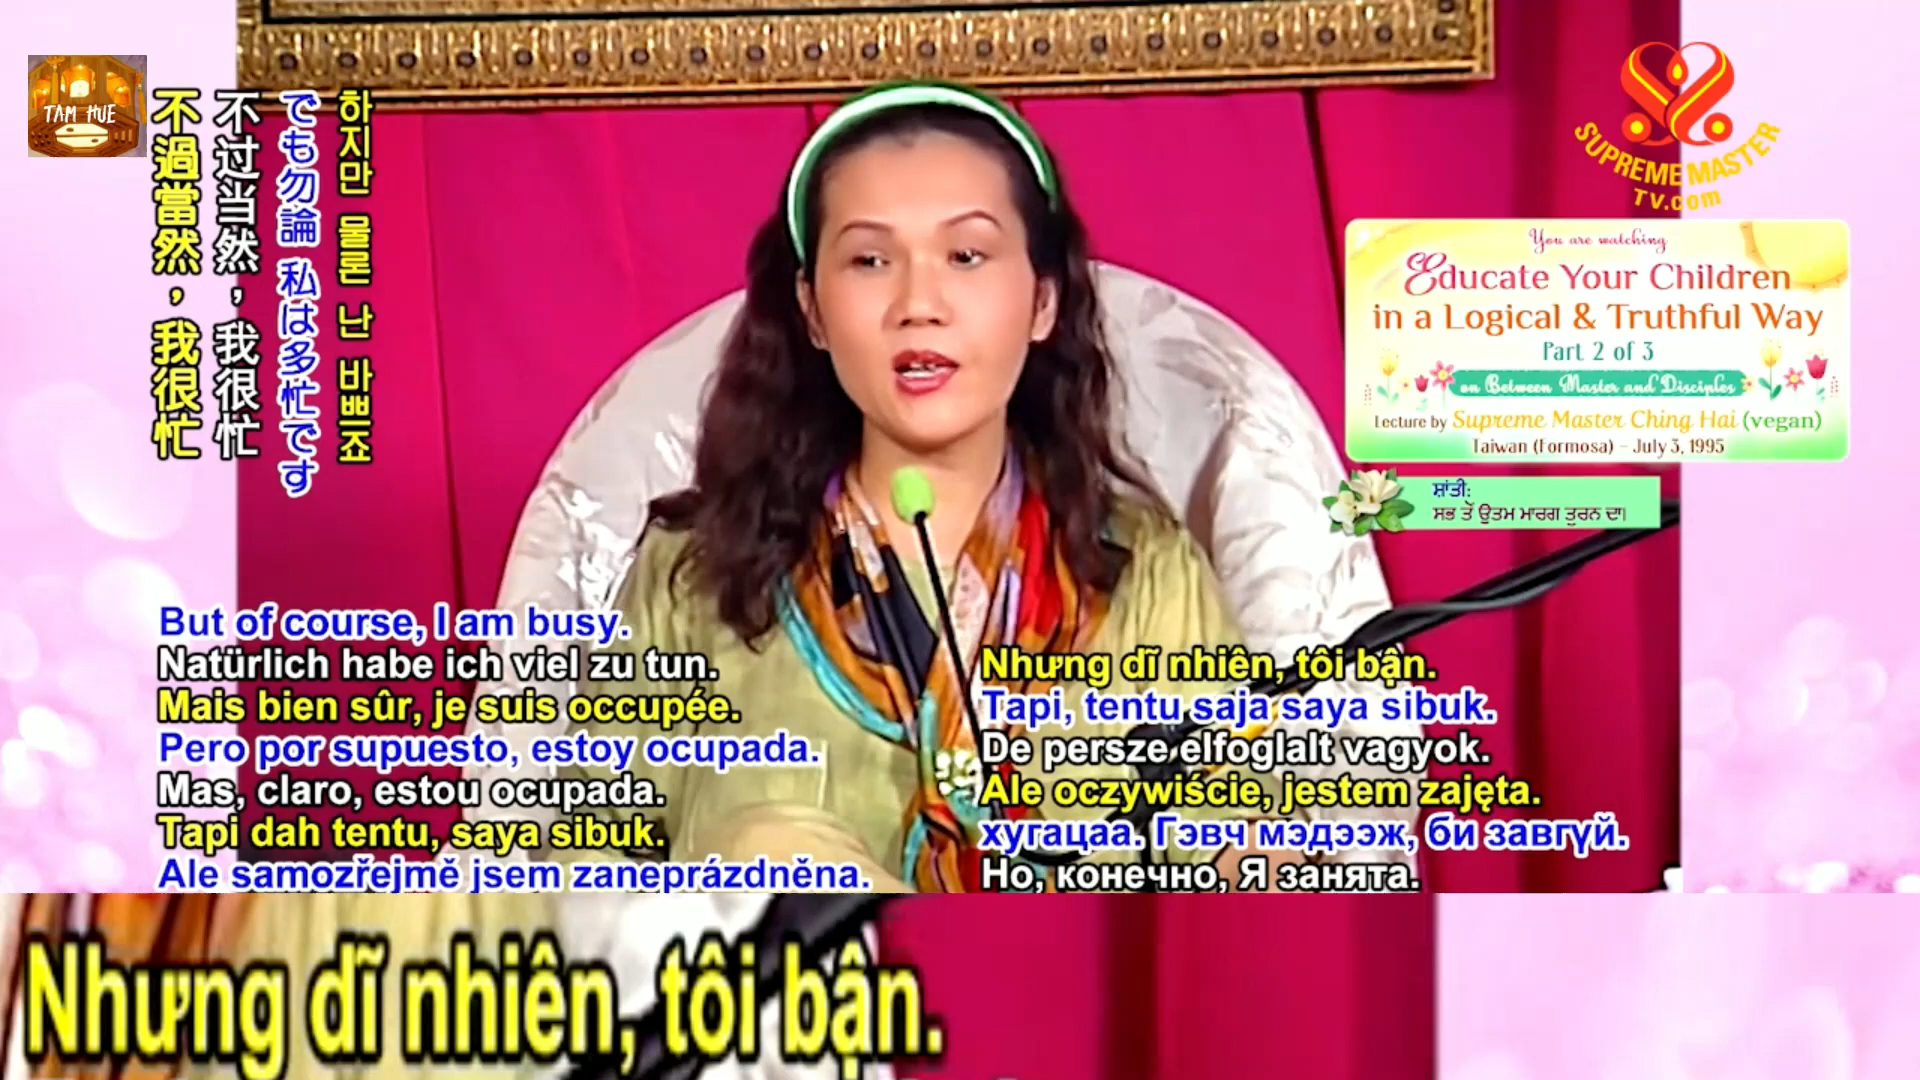 TAM HUE
不過當然，我很忙
不过当然，我很忙
でも勿論 私は多忙です
하지만 물론 난 바쁘죠
SUPREME MASTER
TV.com
You are watching
Educate Your Children
in a Logical & Truthful Way
Part 2 of 3
on Between Master and Disciples
Lecture by Supreme Master Ching Hai (vegan)
Taiwan (Formosa) – July 3, 1995
ਸ਼ਾਂਤੀ:
ਸਭ ਤੋਂ ਉਤਮ ਮਾਰਗ ਤੁਰਨ ਦਾ।
But of course, I am busy.
Natürlich habe ich viel zu tun.
Mais bien sûr, je suis occupée.
Pero por supuesto, estoy ocupada.
Mas, claro, estou ocupada.
Tapi dah tentu, saya sibuk.
Ale samozřejmě jsem zaneprázdněna.
Nhưng dĩ nhiên, tôi bận.
Tapi, tentu saja saya sibuk.
De persze elfoglalt vagyok.
Ale oczywiście, jestem zajęta.
хугацаа. Гэвч мэдээж, би завгүй.
Но, конечно, Я занята.
Nhưng dĩ nhiên, tôi bận.